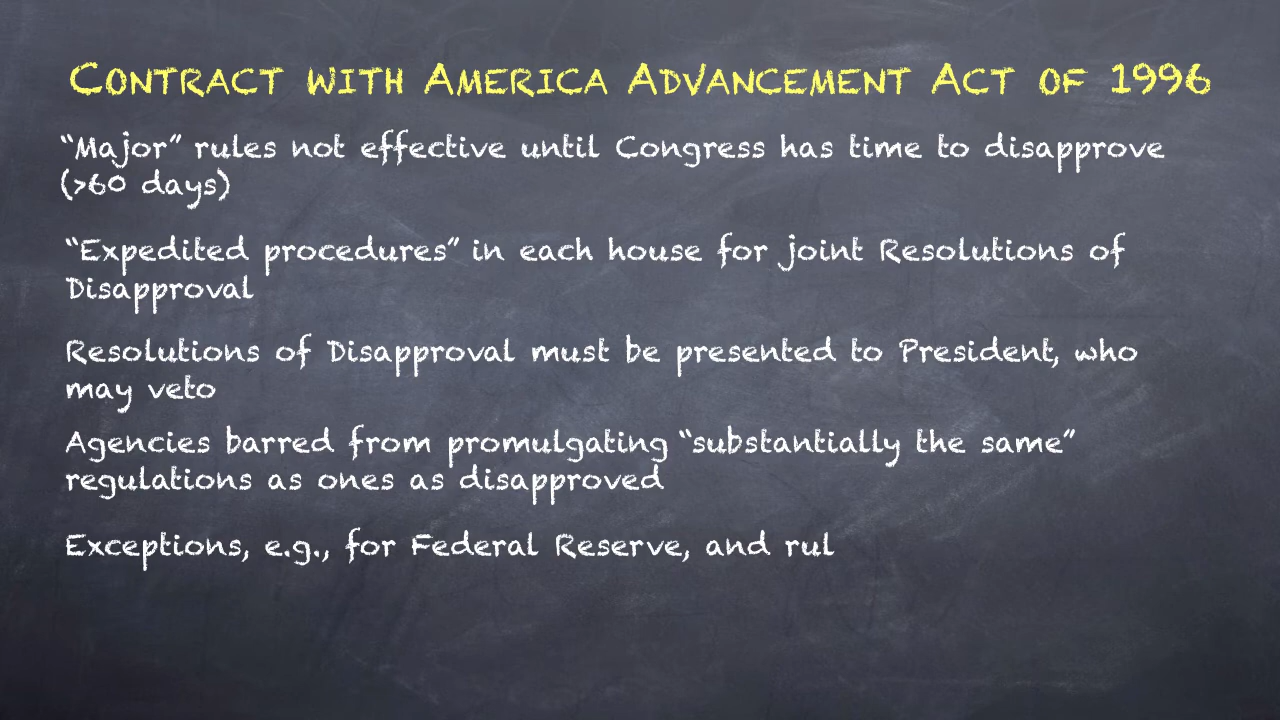 Contract with America Advancement Act of 1996
“Major” rules not effective until Congress has time to disapprove
(>60 days)
“Expedited procedures” in each house for joint Resolutions of
Disapproval
Resolutions of Disapproval must be presented to President, who
may veto
Agencies barred from promulgating “substantially the same”
regulations as ones as disapproved
Exceptions, e.g., for Federal Reserve, and rul